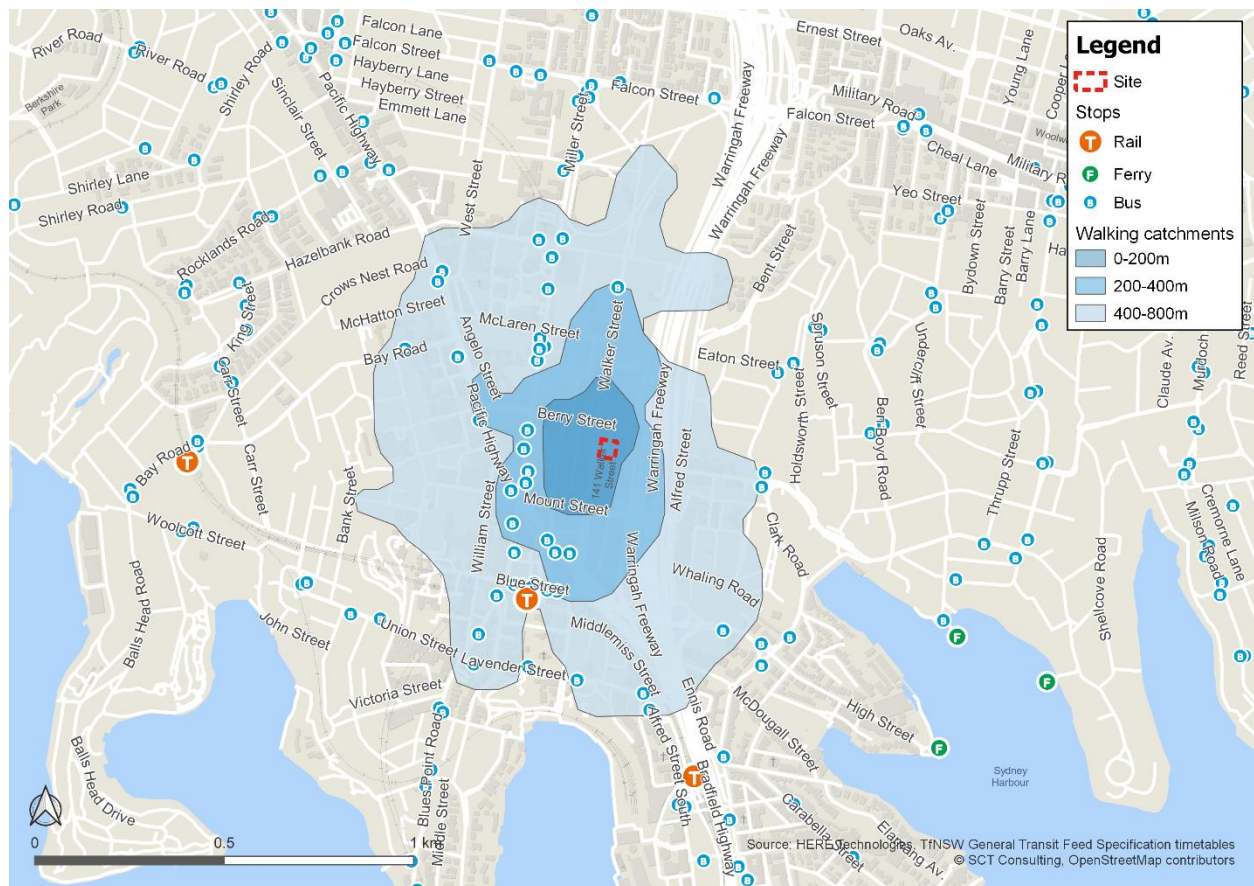 Falcon Lane
Falcon Street
Hayberry Lane
Hayberry Street
Emmett Lane
River Road
River Road
Shirley Road
Berkshire
Park
Sinclair Street
Pacific Highway
Ernest Street
Oaks Av.
Young Lane
Cooper La
Falcon Street
Miller Street
Warringah Freeway
Warringah Freeway
Military Road
Falcon Street
Cheal Lane
Military R
Woolw
Shirley Lane
Shirley Road
Rocklands Road
West Street
Hazelbank Road
Crows Nest Road
McHatton Street
Bay Road
King Street
Carr Street
Carr Street
Angelo Street
McLaren Street
Walker Street
Berry Street
Pacific Highway
141 Walker
Street
Mount Street
Warringah Freeway
Alfred Street
Bent Street
Yeo Street
Bydown Street
Barry Street
Barry Lane
Ha
Eaton Street
Spruson Street
Holdsworth Street
Ben Boyd Road
Undercliff Street
Claude Av.
Murdoch
Reed Street
Thrupp Street
Cremorne Lane
Milson Road
Shellcove Road
Bay Road
Woolcott Street
Bank Street
William Street
Blue Street
Warringah Freeway
Whaling Road
Clark Road
Balls Head Road
Balls Head Drive
John Street
Union Street
Lavender Street
Victoria Street
Middlemiss Street
Ennis Road
Alfred Street South
Bradfield Highway
McDougall Street
High Street
Carabella Street
Elamang Av.
Blues Point Road
Middle Street
Sydney
Harbour
Legend
Site
Stops
T Rail
F Ferry
B Bus
Walking catchments
0-200m
200-400m
400-800m
0 0.5 1 km
Source: HERE Technologies, TfNSW General Transit Feed Specification timetables
© SCT Consulting, OpenStreetMap contributors